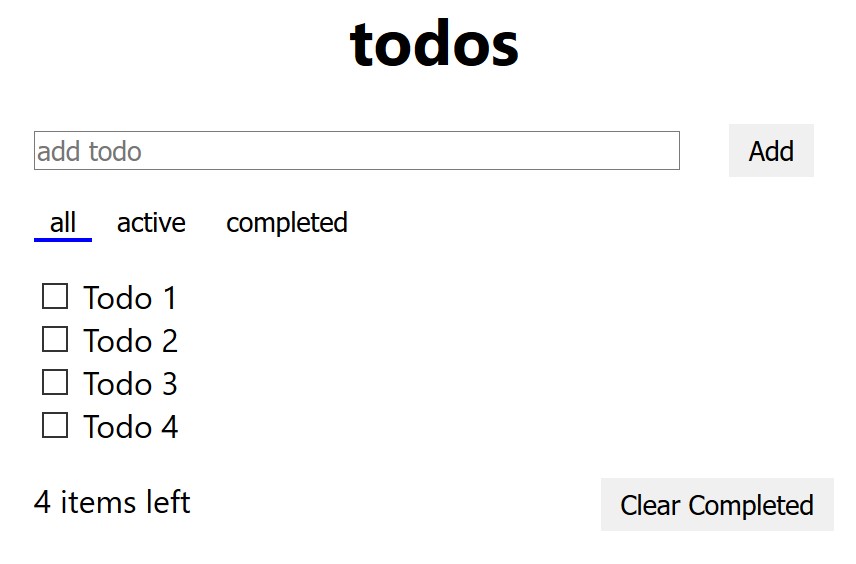 todos
add todo Add
all active completed
Todo 1
Todo 2
Todo 3
Todo 4
4 items left Clear Completed